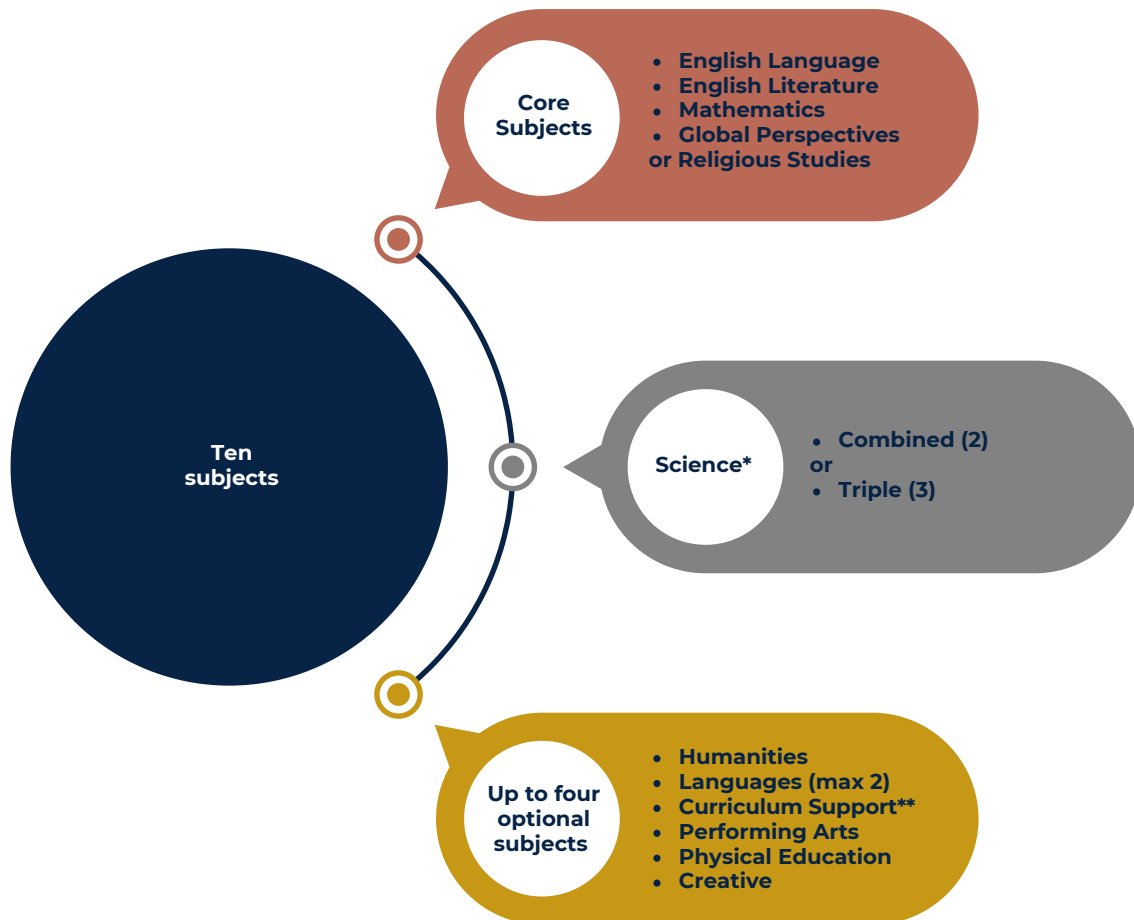 Core
Subjects
• English Language
• English Literature
• Mathematics
• Global Perspectives
or Religious Studies
Ten
subjects
Science*
• Combined (2)
or
• Triple (3)
Up to four
optional
subjects
• Humanities
• Languages (max 2)
• Curriculum Support**
• Performing Arts
• Physical Education
• Creative